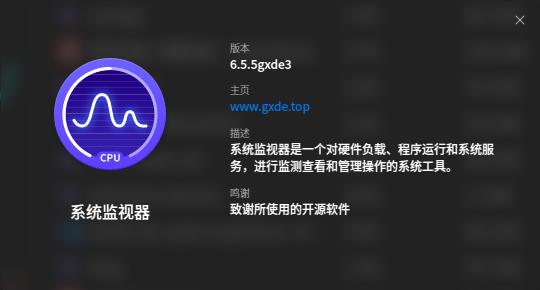 版本
6.5.5gxde3
主页
www.gxde.top
描述
系统监视器是一个对硬件负载、程序运行和系统服
务，进行监测查看和管理操作的系统工具。
鸣谢
致谢所使用的开源软件
CPU
系统监视器